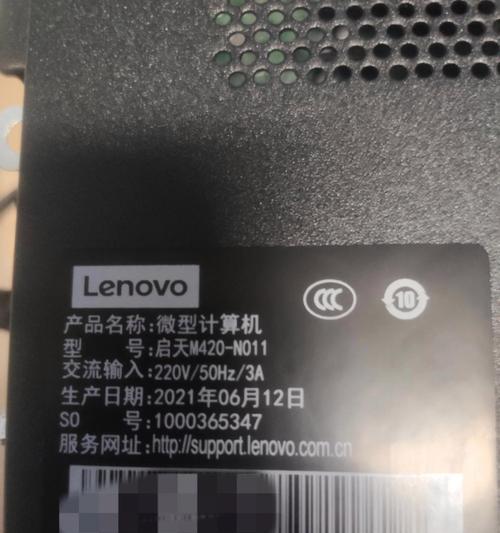 Lenovo
CCC
10
产品名称:微型计算机
型 号:启天M420-N011
交流输入:220V/50Hz/3A
生产日期:2021年06月12日
SO 号:1000365347
服务网址:http://support.lenovo.com.cn